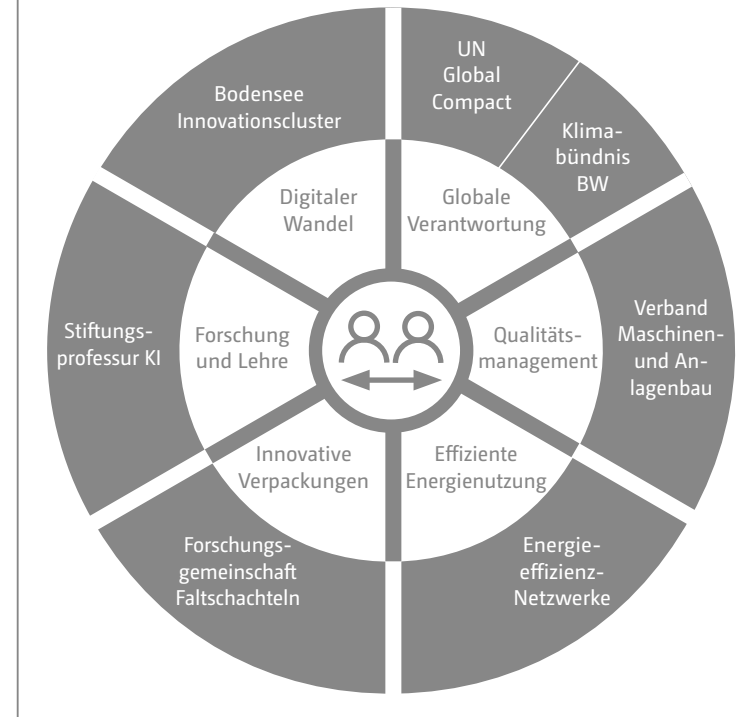 UN
Global
Compact
Klima-
bündnis
BW
Globale
Verantwortung
Verband
Maschinen-
und An-
lagenbau
Qualitäts-
management
Energie-
effizienz-
Netzwerke
Effiziente
Energienutzung
Forschungs-
gemeinschaft
Faltschachteln
Innovative
Verpackungen
Stiftungs-
professur KI
Forschung
und Lehre
Bodensee
Innovationscluster
Digitaler
Wandel